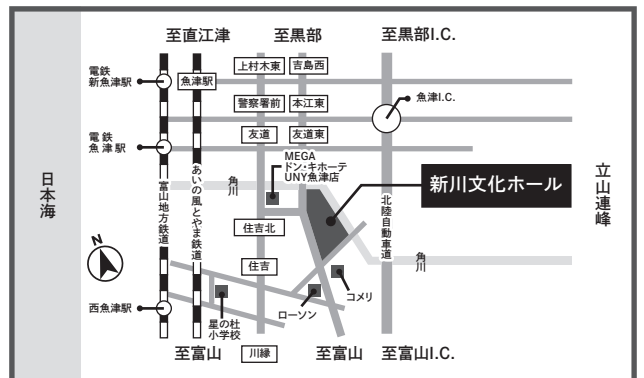 至直江津
至黒部
至黒部I.C.
上村木東
吉島西
電鉄
新魚津駅
魚津駅
警察署前
本江東
魚津I.C.
友道
友道東
電鉄
魚津駅
MEGA
ドン・キホーテ
UNY魚津店
角川
新川文化ホール
日本海
立山連峰
富山地方鉄道
あいの風とやま鉄道
北陸自動車道
住吉北
N
角川
住吉
コメリ
西魚津駅
星の杜
小学校
ローソン
至富山
川縁
至富山
至富山I.C.